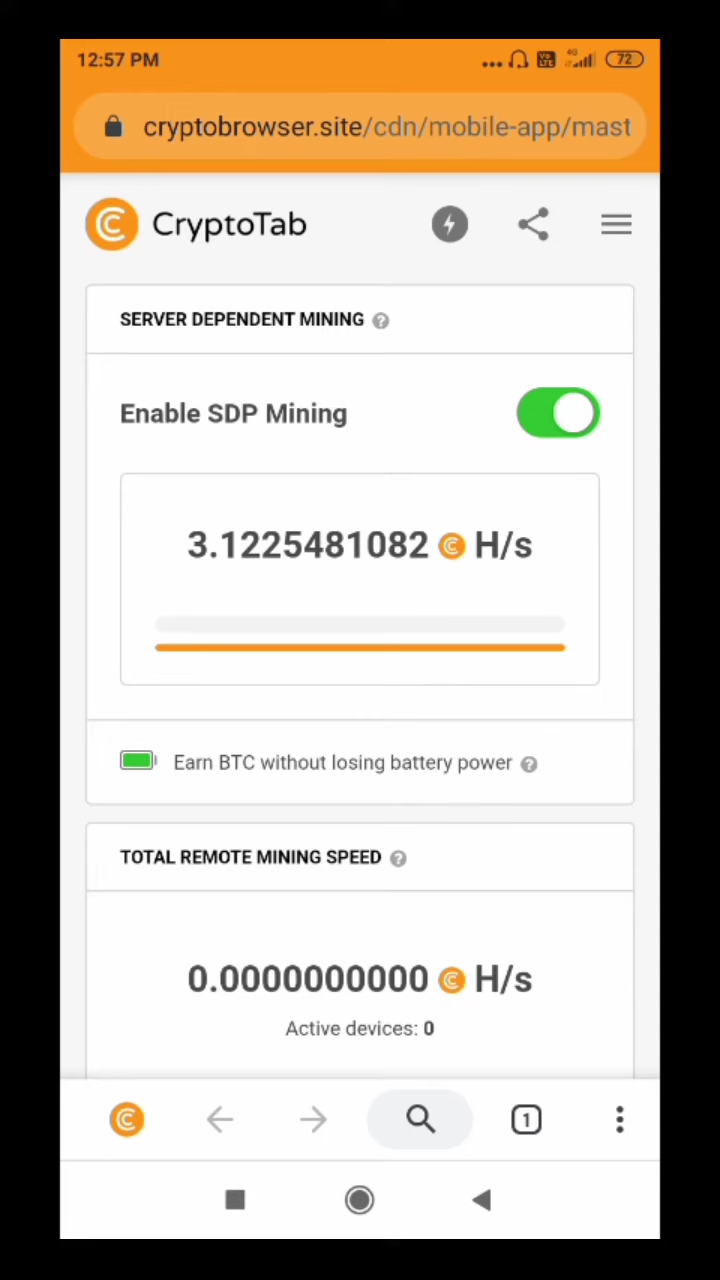 12:57 PM
4G
72
cryptobrowser.site/cdn/mobile-app/mast
CryptoTab
SERVER DEPENDENT MINING ?
Enable SDP Mining
3.1225481082 C H/s
Earn BTC without losing battery power ?
TOTAL REMOTE MINING SPEED ?
0.0000000000 C H/s
Active devices: 0
1